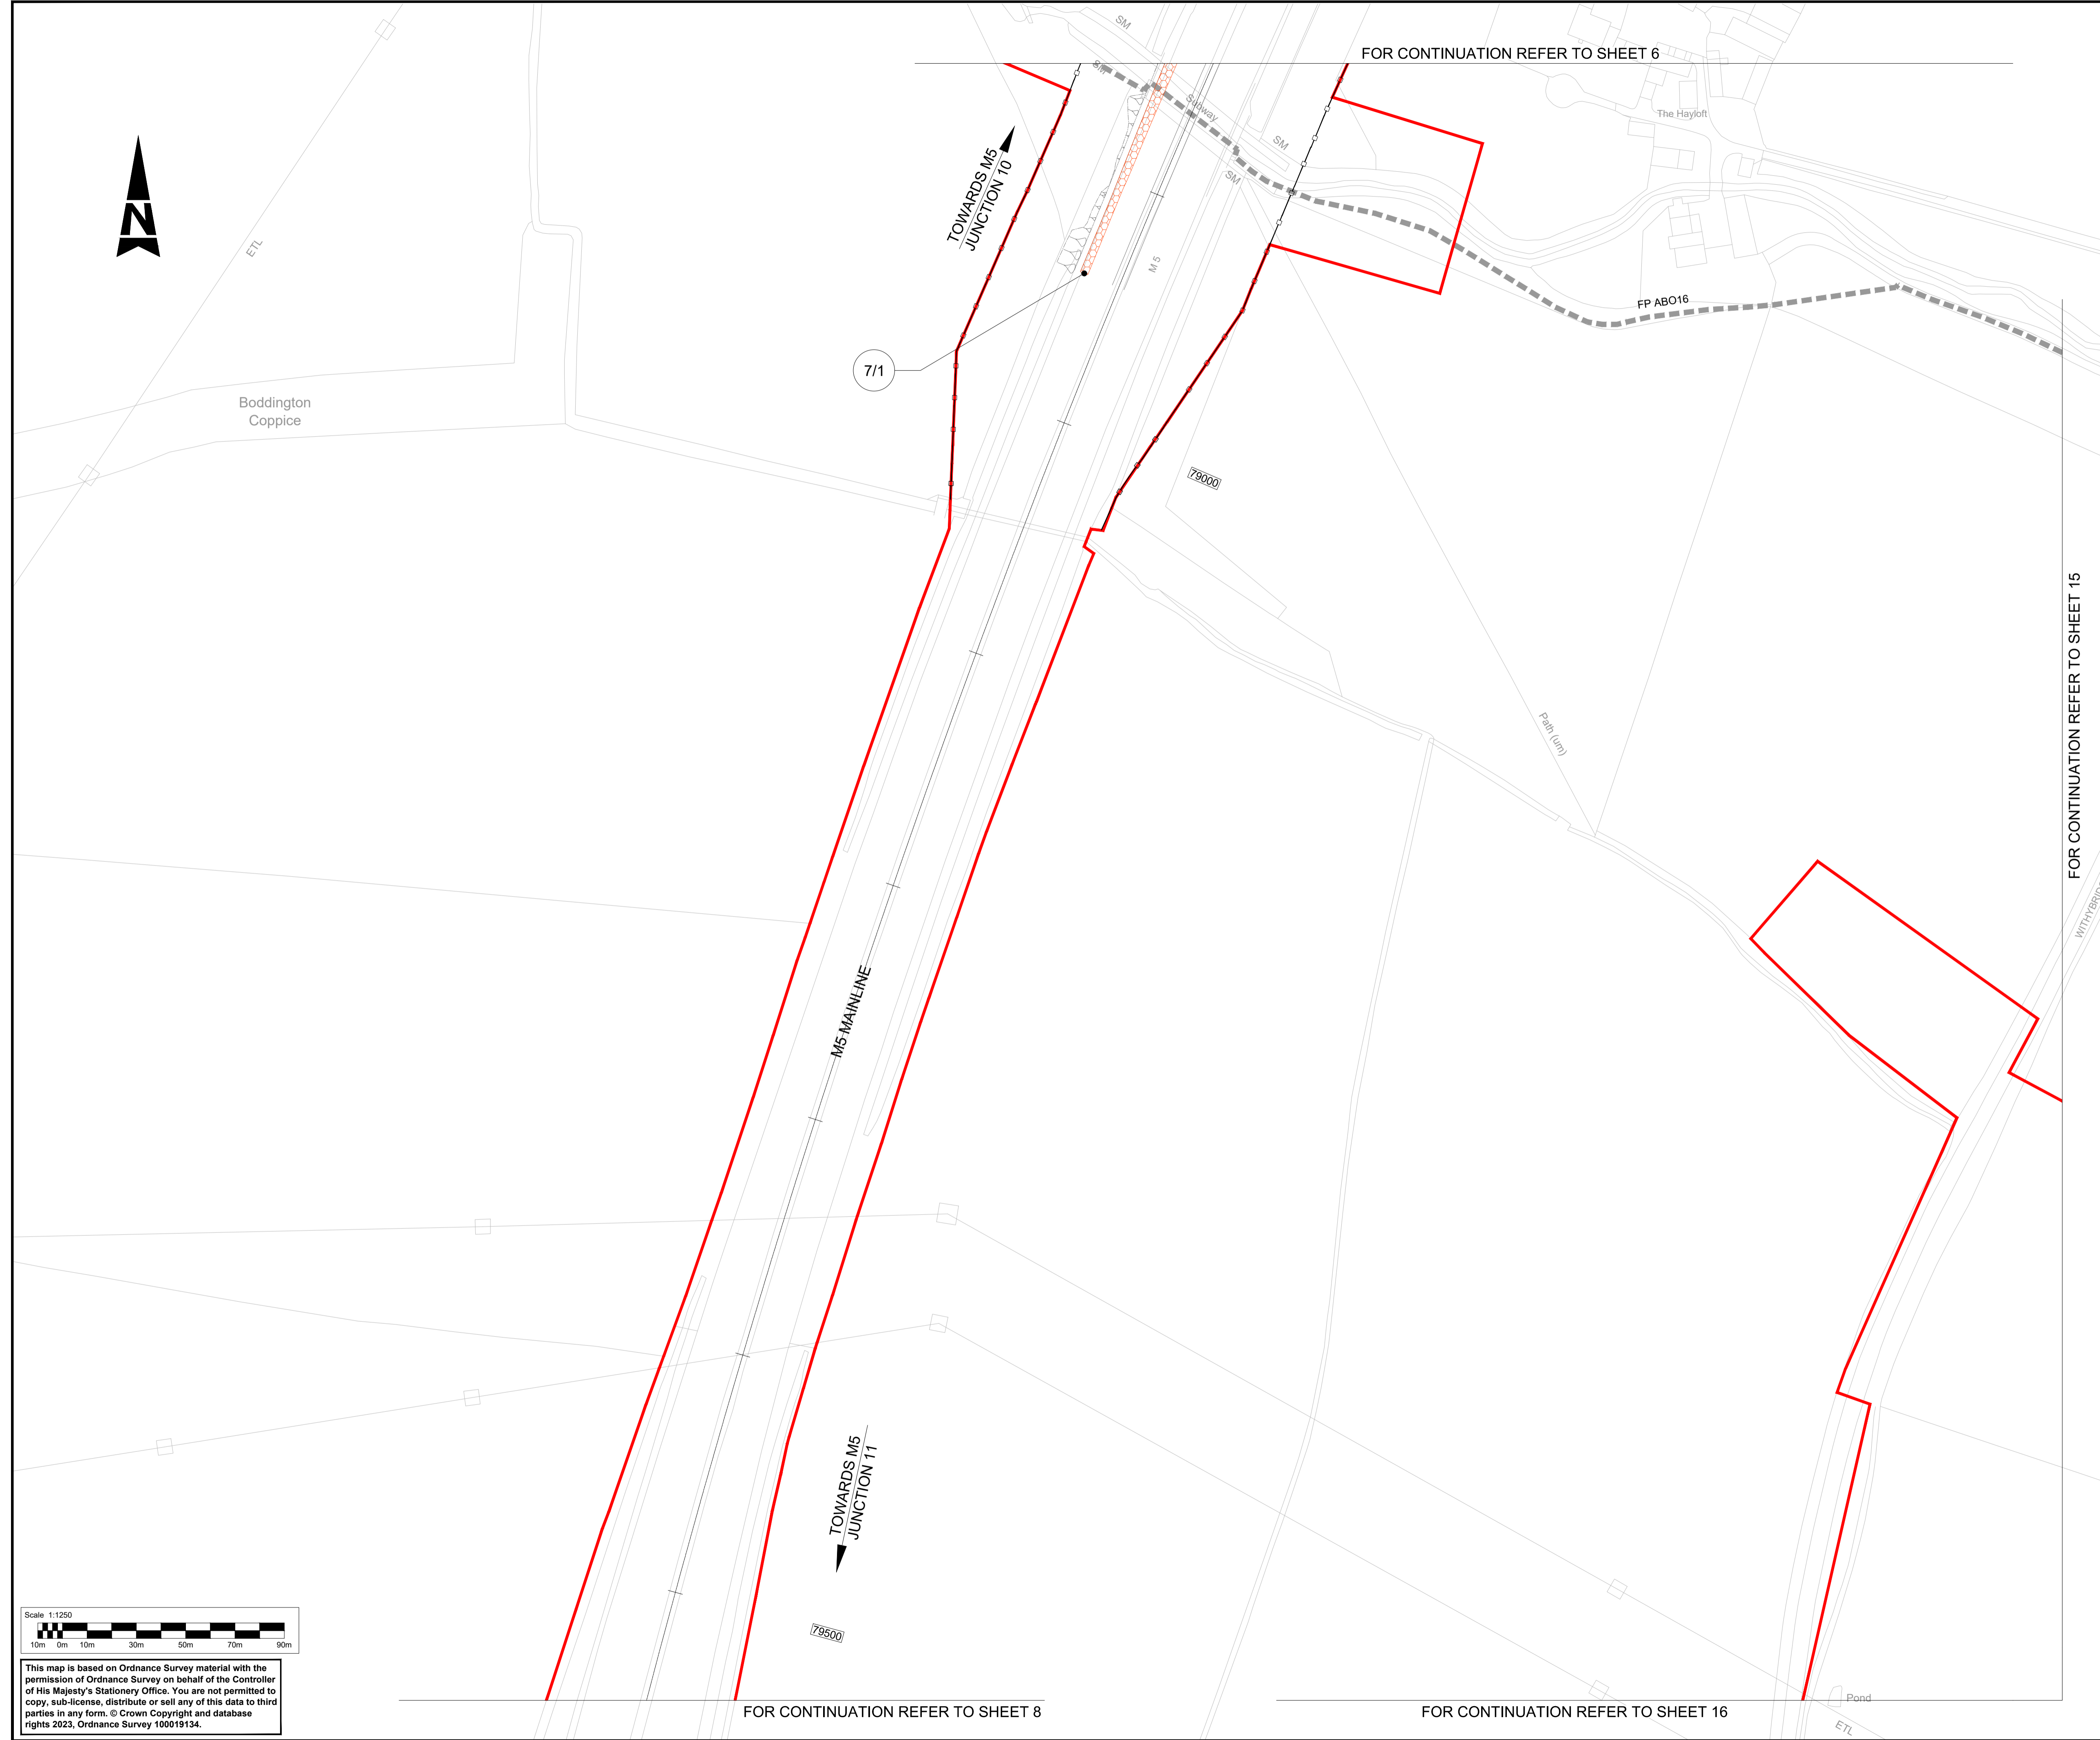 FOR CONTINUATION REFER TO SHEET 6
SM
SM
Subway
SM
SM
The Hayloft
N
ETL
TOWARDS M5
JUNCTION 10
M 5
FP ABO16
7/1
Boddington
Coppice
79000
FOR CONTINUATION REFER TO SHEET 15
Path (um)
M5 MAINLINE
TOWARDS M5
JUNCTION 11
79500
Scale 1:1250
10m 0m 10m 30m 50m 70m 90m
This map is based on Ordnance Survey material with the
permission of Ordnance Survey on behalf of the Controller
of His Majesty's Stationery Office. You are not permitted to
copy, sub-license, distribute or sell any of this data to third
parties in any form. © Crown Copyright and database
rights 2023, Ordnance Survey 100019134.
FOR CONTINUATION REFER TO SHEET 8
FOR CONTINUATION REFER TO SHEET 16
Pond
ETL